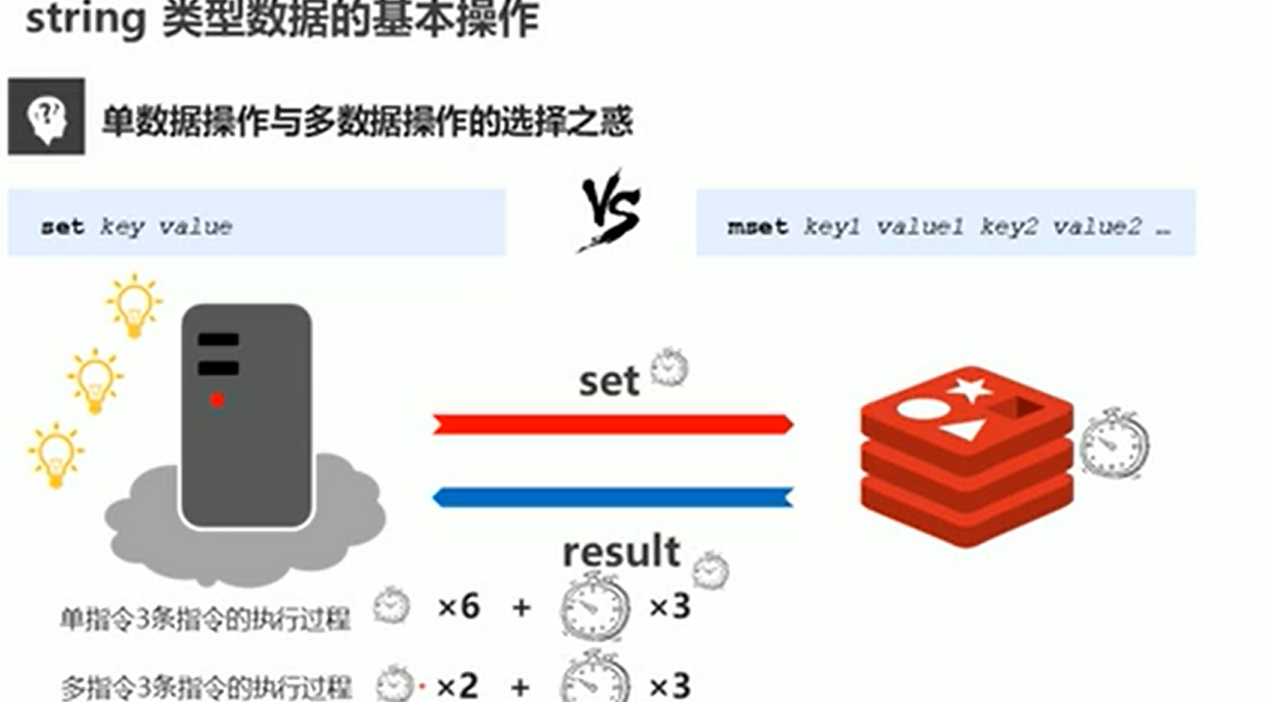 string 类型数据的基本操作
单数据操作与多数据操作的选择之惑
set key value
VS
mset key1 value1 key2 value2 …
set
result
单指令3条指令的执行过程 ×6 + ×3
多指令3条指令的执行过程 ×2 + ×3